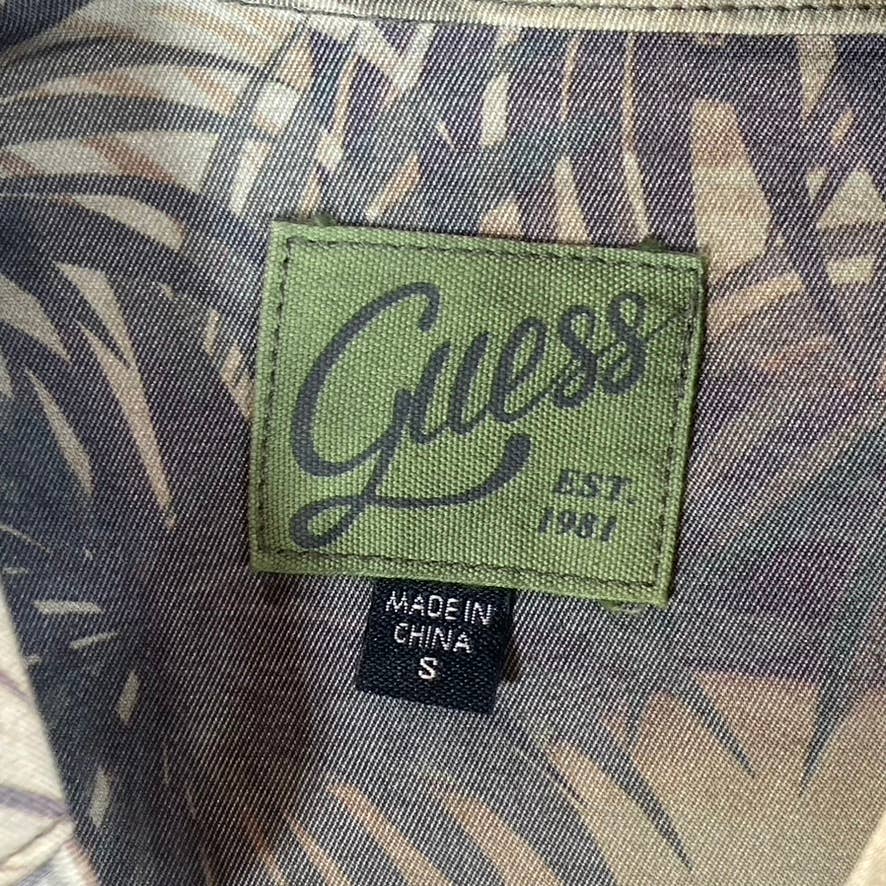 Guess
EST.
1981
MADE IN
CHINA
S